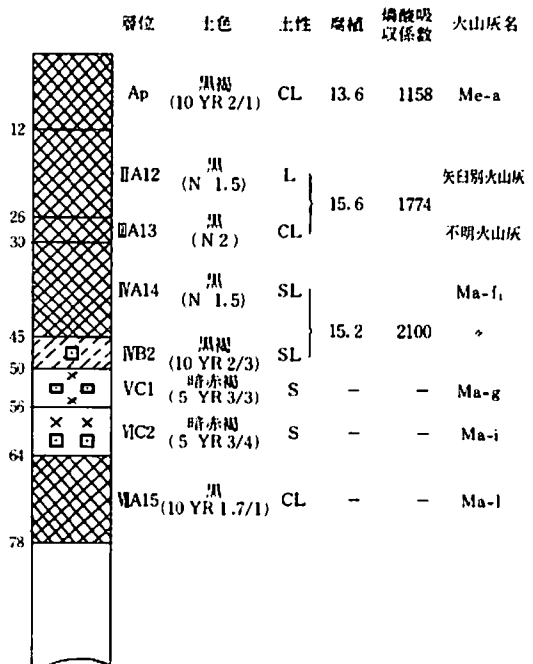 層位 土色 土性 腐植 燐酸吸収係数 火山灰名
Ap 黒褐 (10 YR 2/1) CL 13.6 1158 Me-a
12
ⅡA12 黒 (N 1.5) L 矢臼別火山灰
15.6 1774
26
ⅢA13 黒 (N 2) CL 不明火山灰
30
ⅣA14 黒 (N 1.5) SL Ma-f₁
15.2 2100
45
ⅣB2 黒褐 (10 YR 2/3) SL 〃
50
ⅤC1 暗赤褐 (5 YR 3/3) S － － Ma-g
56
ⅥC2 暗赤褐 (5 YR 3/4) S － － Ma-i
64
ⅦA15 黒 (10 YR 1.7/1) CL － － Ma-l
78